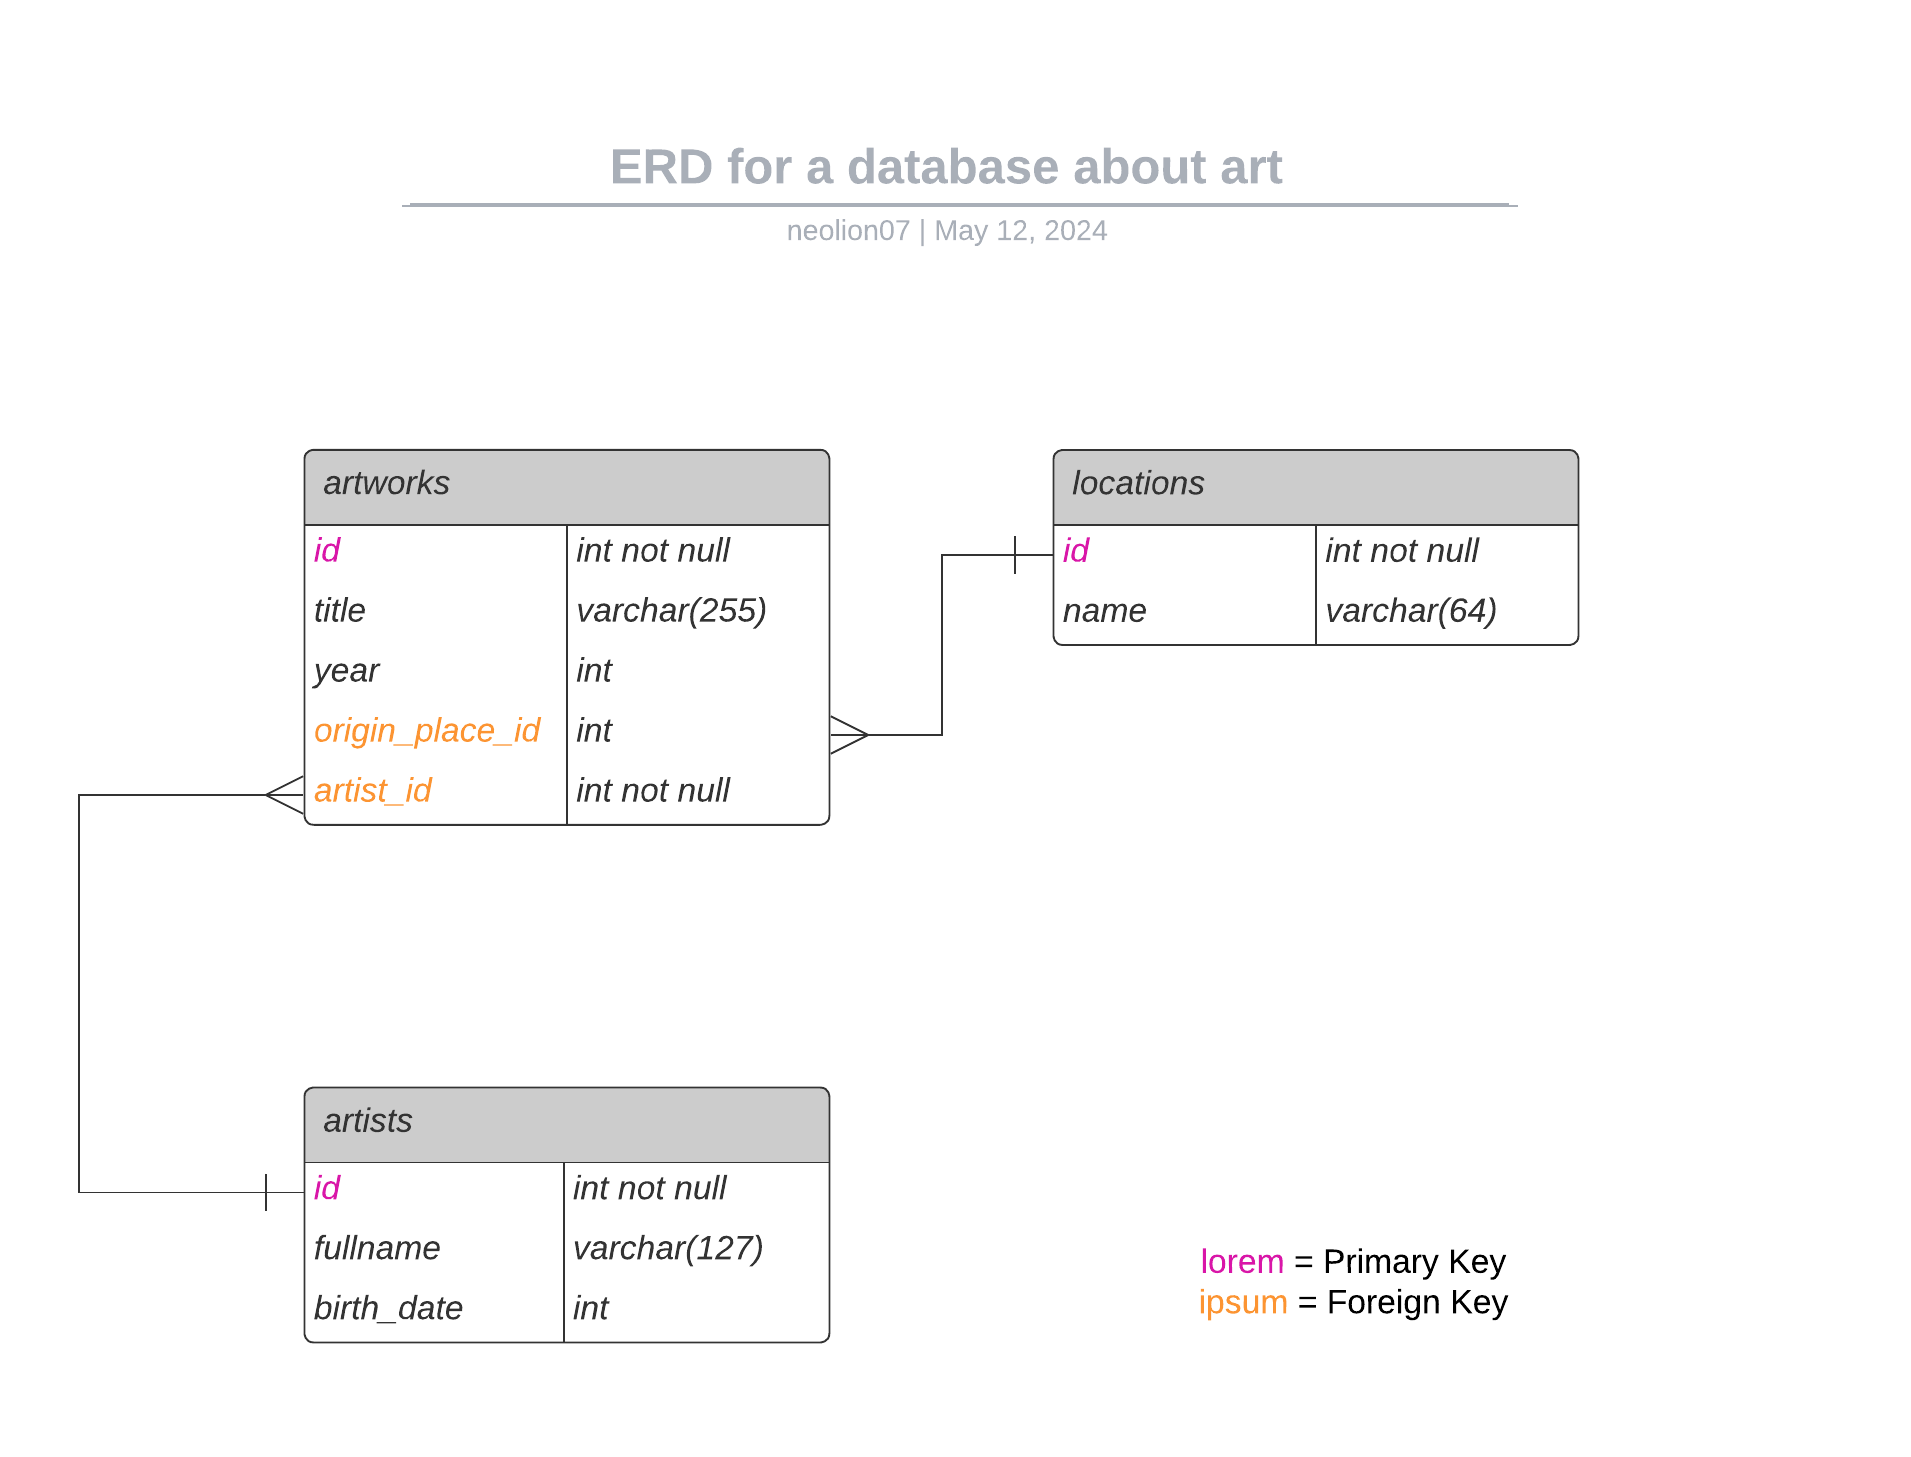 ERD for a database about art
neolion07 | May 12, 2024
artworks
id int not null
title varchar(255)
year int
origin_place_id int
artist_id int not null
locations
id int not null
name varchar(64)
artists
id int not null
fullname varchar(127)
birth_date int
lorem = Primary Key
ipsum = Foreign Key